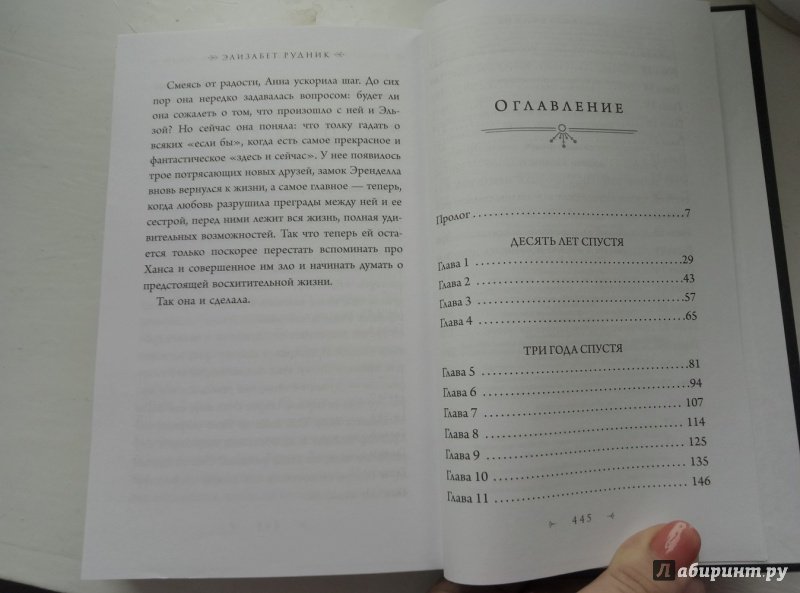 ЭЛИЗАБЕТ РУДНИК
Смеясь от радости, Анна ускорила шаг. До сих
пор она нередко задавалась вопросом: будет ли
она сожалеть о том, что произошло с ней и Эль-
зой? Но сейчас она поняла: что толку гадать о
всяких «если бы», когда есть самое прекрасное и
фантастическое «здесь и сейчас». У нее появилось
трое потрясающих новых друзей, замок Эренделла
вновь вернулся к жизни, а самое главное — теперь,
когда любовь разрушила преграды между ней и ее
сестрой, перед ними лежит вся жизнь, полная уди-
вительных возможностей. Так что теперь ей оста-
ется только поскорее перестать вспоминать про
Ханса и совершенное им зло и начинать думать о
предстоящей восхитительной жизни.
Так она и сделала.
ОГЛАВЛЕНИЕ
Пролог . . . . . . . . . . . . . . . . . . . . . . . . . . . . . . 7
ДЕСЯТЬ ЛЕТ СПУСТЯ
Глава 1 . . . . . . . . . . . . . . . . . . . . . . . . . . . . . 29
Глава 2 . . . . . . . . . . . . . . . . . . . . . . . . . . . . . 43
Глава 3 . . . . . . . . . . . . . . . . . . . . . . . . . . . . . 57
Глава 4 . . . . . . . . . . . . . . . . . . . . . . . . . . . . . 65
ТРИ ГОДА СПУСТЯ
Глава 5 . . . . . . . . . . . . . . . . . . . . . . . . . . . . . 81
Глава 6 . . . . . . . . . . . . . . . . . . . . . . . . . . . . . 94
Глава 7 . . . . . . . . . . . . . . . . . . . . . . . . . . . . 107
Глава 8 . . . . . . . . . . . . . . . . . . . . . . . . . . . . 114
Глава 9 . . . . . . . . . . . . . . . . . . . . . . . . . . . . 125
Глава 10 . . . . . . . . . . . . . . . . . . . . . . . . . . . 135
Глава 11 . . . . . . . . . . . . . . . . . . . . . . . . . . . 146
445
Лабиринт.ру